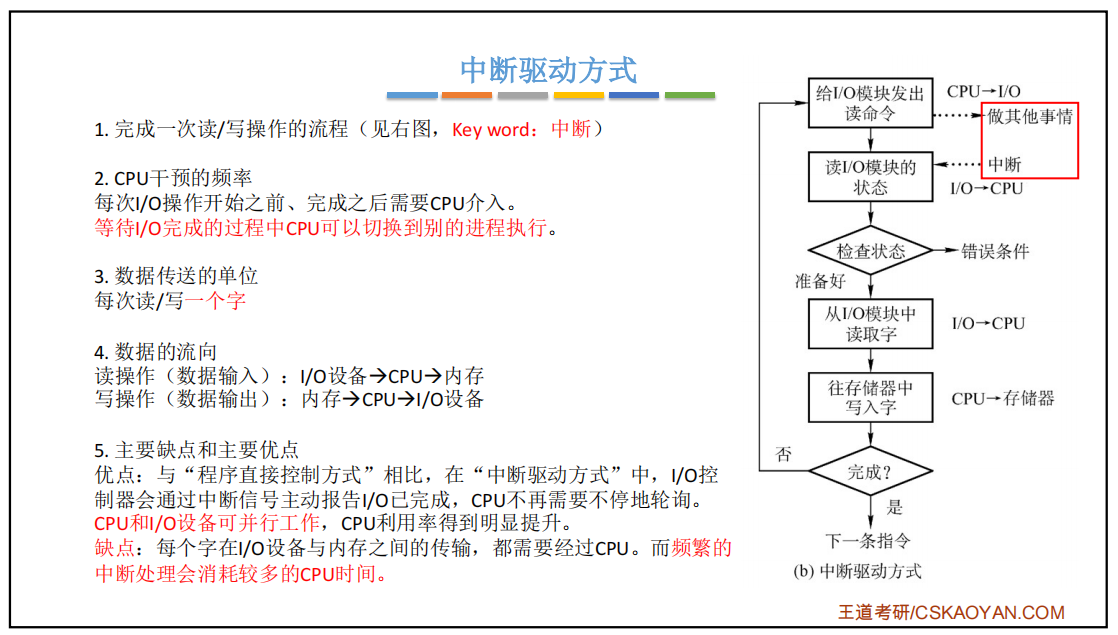 中断驱动方式
1. 完成一次读/写操作的流程（见右图，Key word：中断）
2. CPU干预的频率
每次I/O操作开始之前、完成之后需要CPU介入。
等待I/O完成的过程中CPU可以切换到别的进程执行。
3. 数据传送的单位
每次读/写一个字
4. 数据的流向
读操作（数据输入）：I/O设备→CPU→内存
写操作（数据输出）：内存→CPU→I/O设备
5. 主要缺点和主要优点
优点：与“程序直接控制方式”相比，在“中断驱动方式”中，I/O控
制器会通过中断信号主动报告I/O已完成，CPU不再需要不停地轮询。
CPU和I/O设备可并行工作，CPU利用率得到明显提升。
缺点：每个字在I/O设备与内存之间的传输，都需要经过CPU。而频繁的
中断处理会消耗较多的CPU时间。
给I/O模块发出
读命令
CPU→I/O
做其他事情
读I/O模块的
状态
中断
I/O→CPU
检查状态
错误条件
准备好
从I/O模块中
读取字
I/O→CPU
往存储器中
写入字
CPU→存储器
否
完成？
是
下一条指令
(b) 中断驱动方式
王道考研/CSKAOYAN.COM